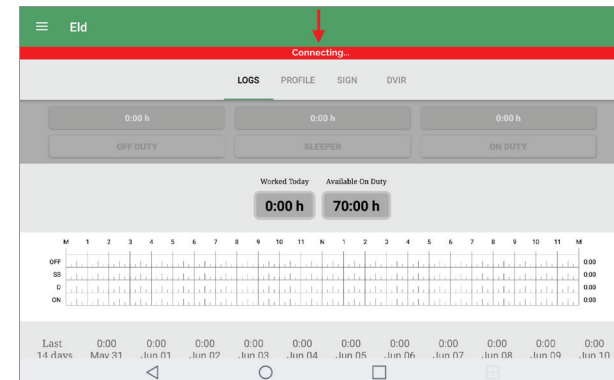 Eld
Connecting...
LOGS PROFILE SIGN DVIR
0:00 h 0:00 h 0:00 h
OFF DUTY SLEEPER ON DUTY
Worked Today Available On Duty
0:00 h 70:00 h
M 1 2 3 4 5 6 7 8 9 10 11 N 1 2 3 4 5 6 7 8 9 10 11 M
OFF 0:00
SB 0:00
D 0:00
ON 0:00
Last 0:00 0:00 0:00 0:00 0:00 0:00 0:00 0:00 0:00 0:00 0:00
14 days May 31 Jun 01 Jun 02 Jun 03 Jun 04 Jun 05 Jun 06 Jun 07 Jun 08 Jun 09 Jun 10